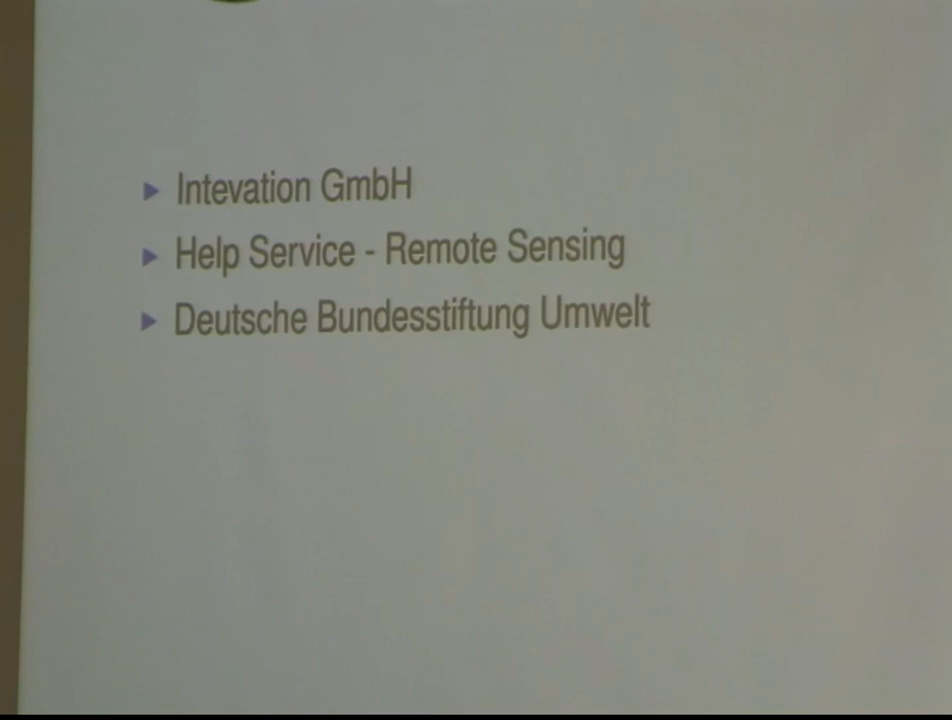 Intevation GmbH
Help Service - Remote Sensing
Deutsche Bundesstiftung Umwelt